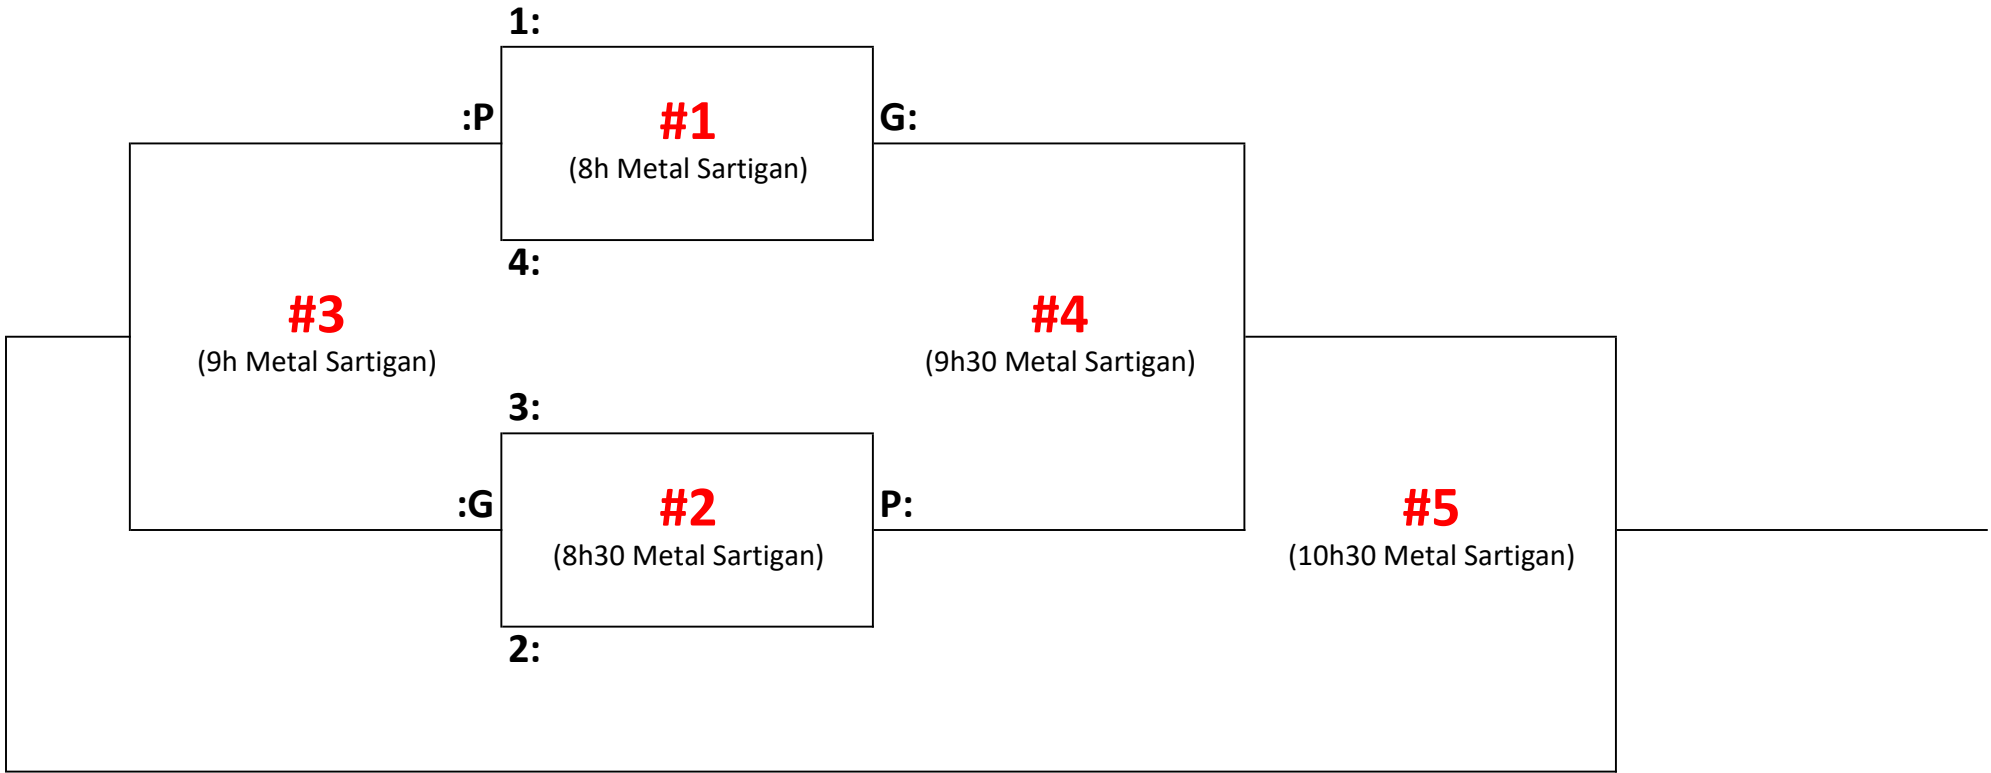 1:
:P
#1
G:
(8h Metal Sartigan)
4:
#3
#4
(9h Metal Sartigan)
(9h30 Metal Sartigan)
3:
:G
#2
P:
#5
(8h30 Metal Sartigan)
(10h30 Metal Sartigan)
2: